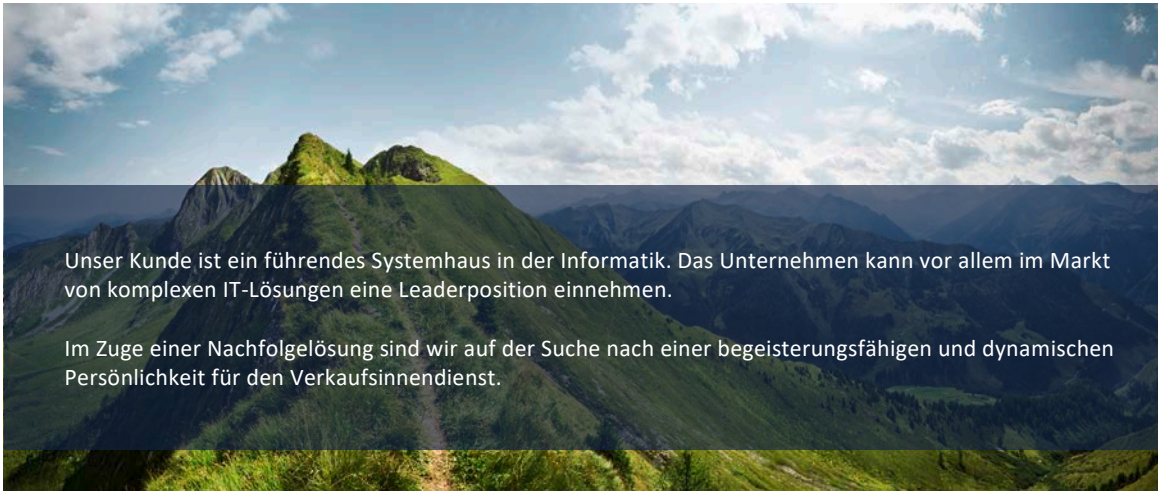 Unser Kunde ist ein führendes Systemhaus in der Informatik. Das Unternehmen kann vor allem im Markt
von komplexen IT-Lösungen eine Leaderposition einnehmen.
Im Zuge einer Nachfolgelösung sind wir auf der Suche nach einer begeisterungsfähigen und dynamischen
Persönlichkeit für den Verkaufsinnendienst.